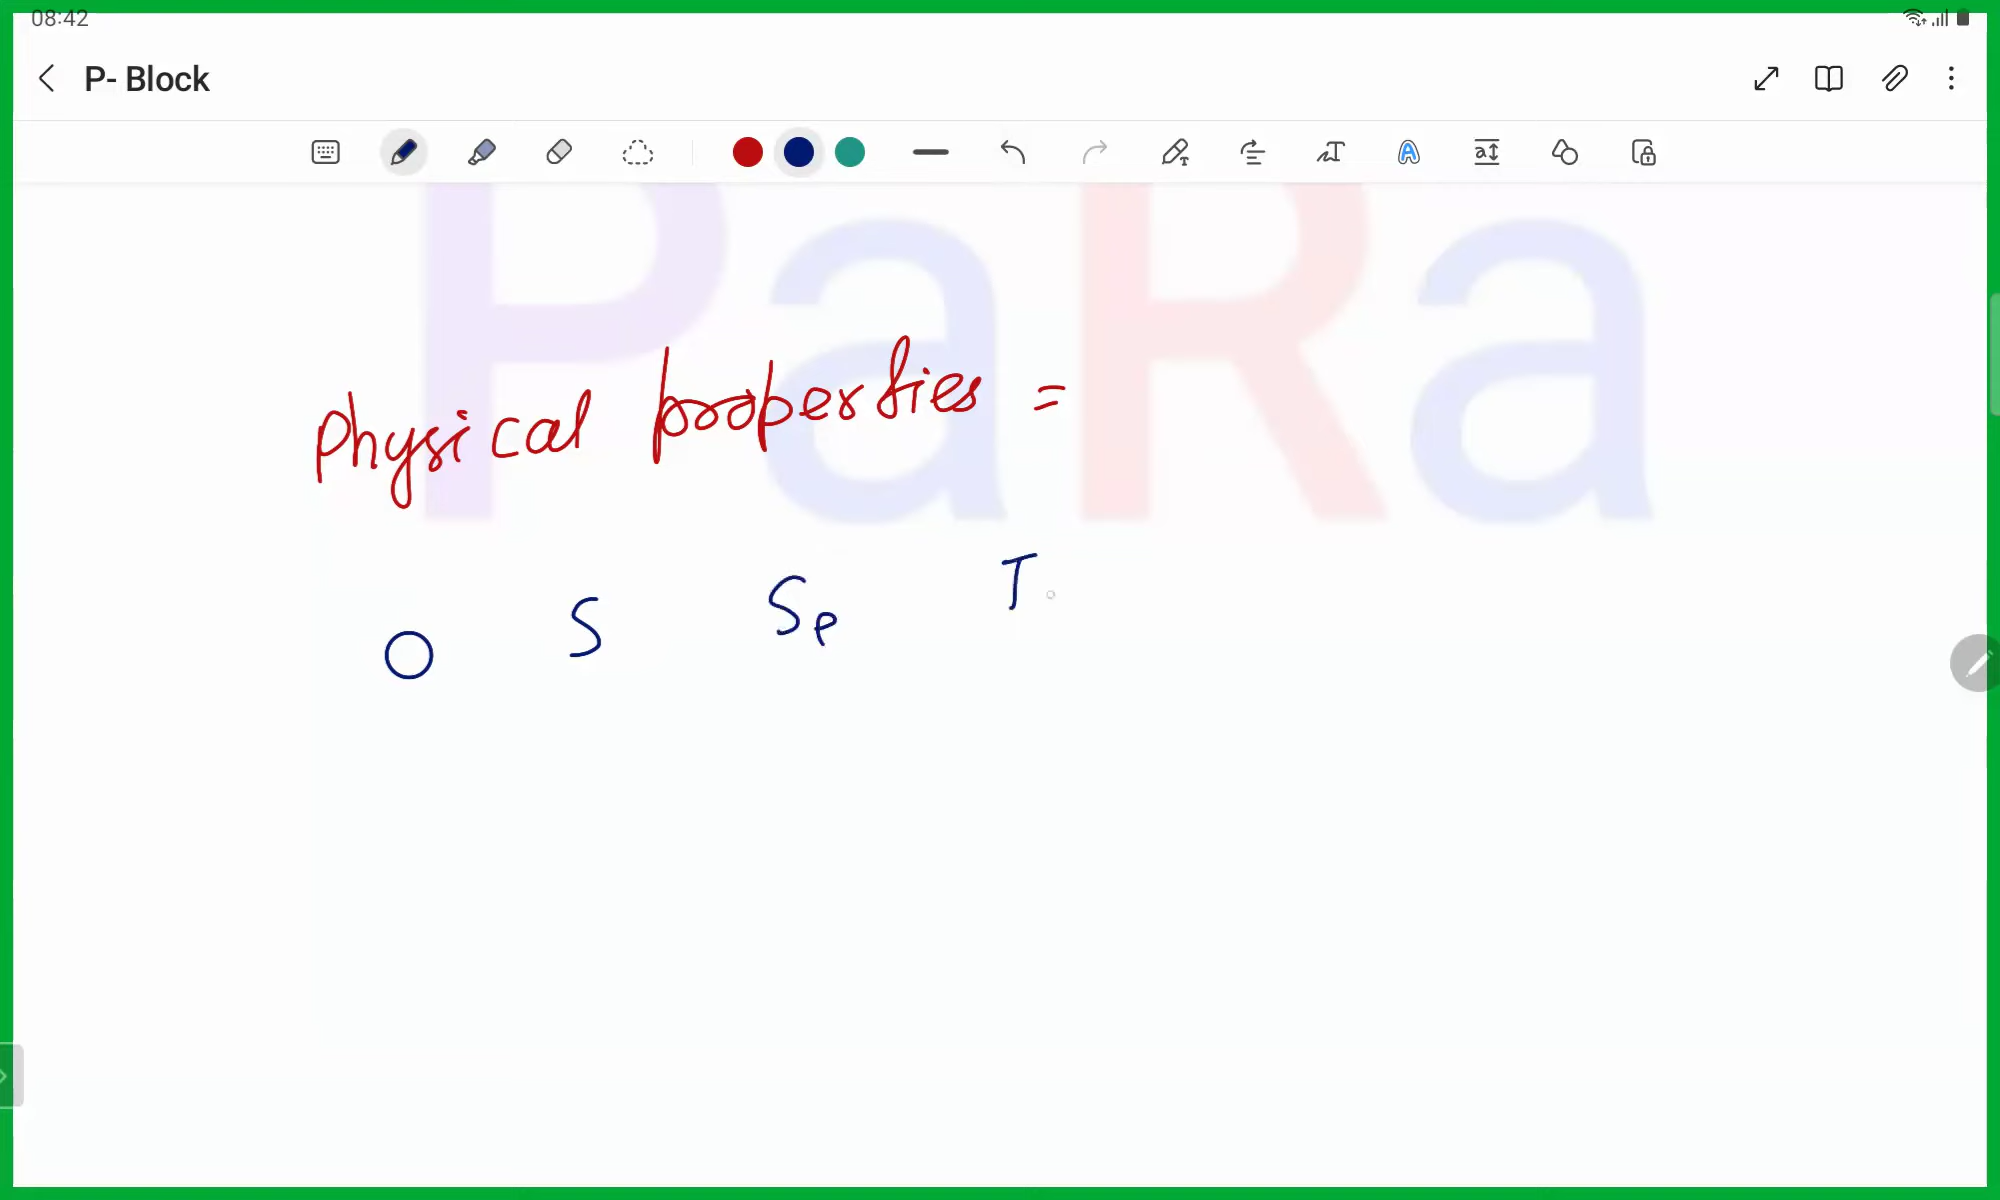 08:42
P- Block
PaRa
Physical properties =
O S Se T